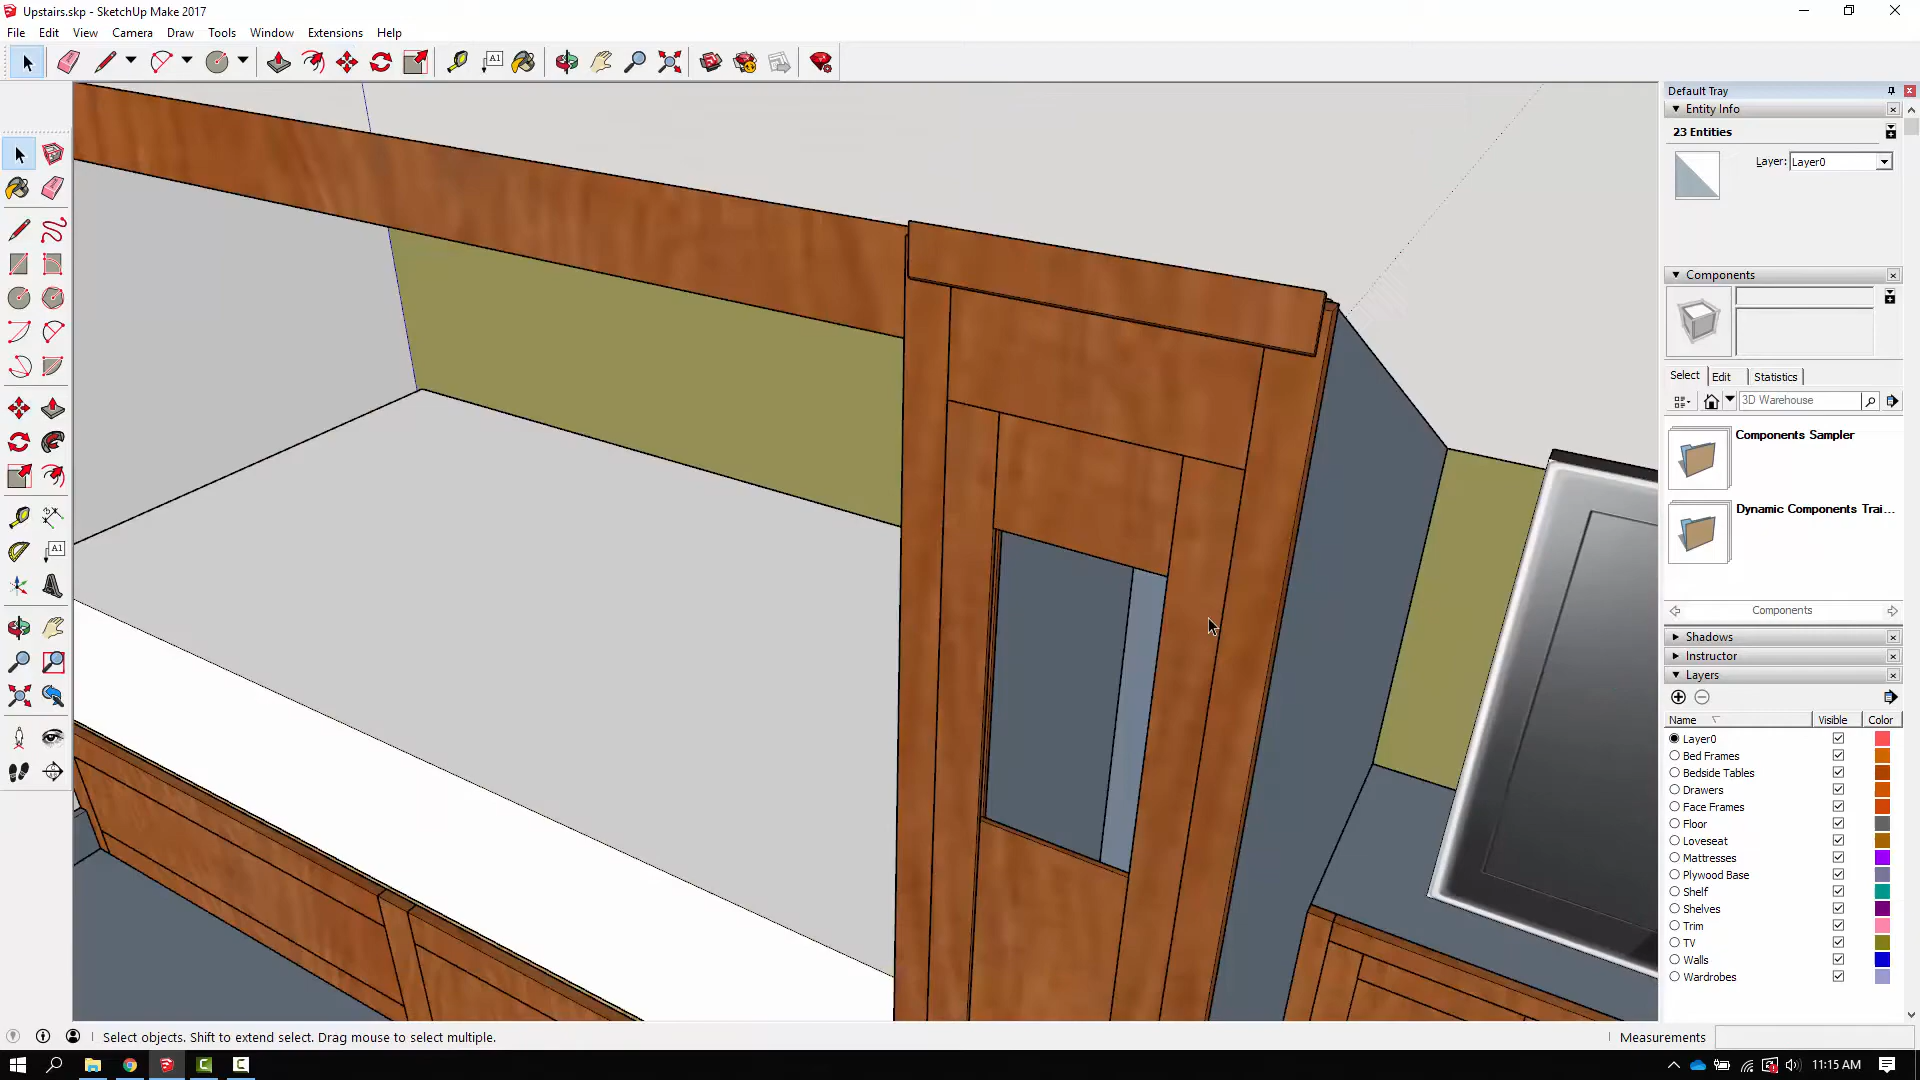 Upstairs.skp - SketchUp Make 2017
File Edit View Camera Draw Tools Window Extensions Help
Default Tray
Entity Info
23 Entities
Layer: Layer0
Components
Select Edit Statistics
3D Warehouse
Components Sampler
Dynamic Components Trai...
Components
Shadows
Instructor
Layers
Name Visible Color
Layer0
Bed Frames
Bedside Tables
Drawers
Face Frames
Floor
Loveseat
Mattresses
Plywood Base
Shelf
Shelves
Trim
TV
Walls
Wardrobes
Select objects. Shift to extend select. Drag mouse to select multiple.
Measurements
11:15 AM